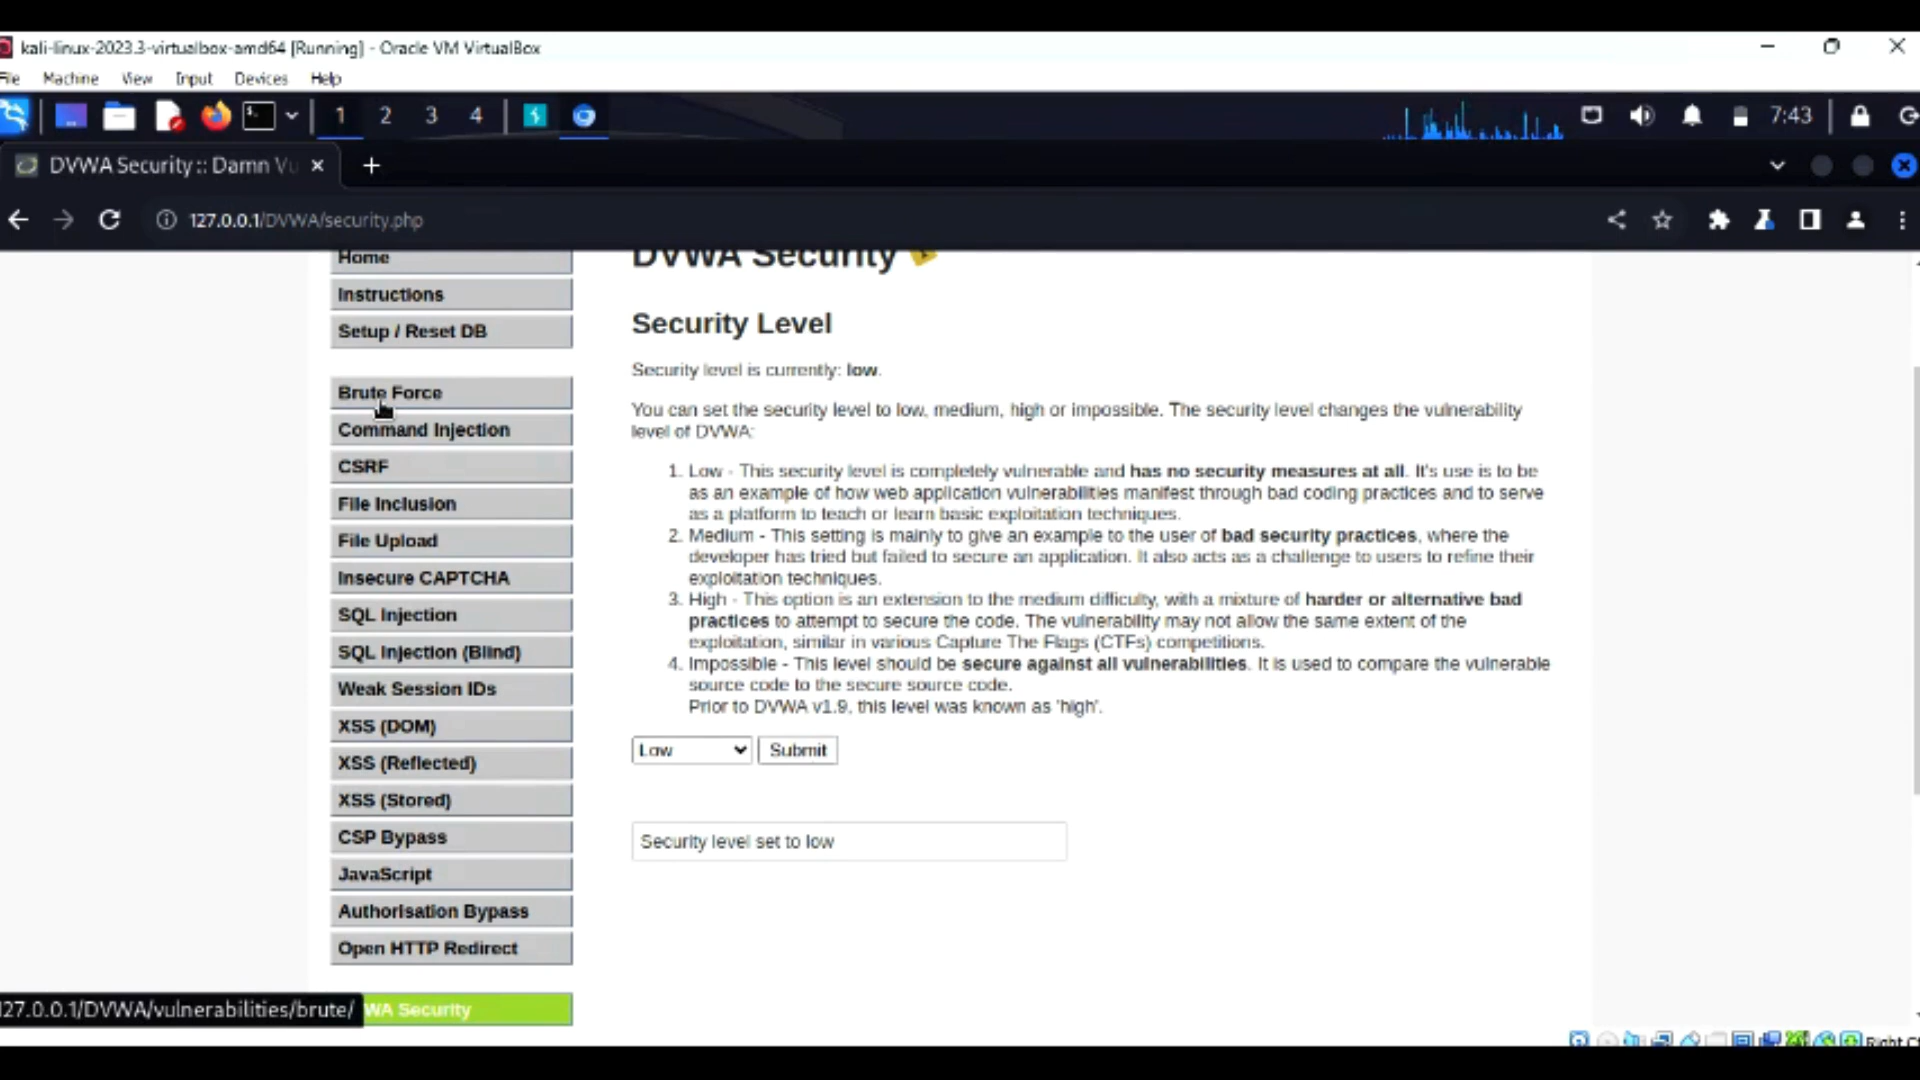 kali-linux-2023.3-virtualbox-amd64 [Running] - Oracle VM VirtualBox
File Machine View Input Devices Help
1 2 3 4 7:43
DVWA Security :: Damn Vu
127.0.0.1/DVWA/security.php
Home
Instructions
Setup / Reset DB
Brute Force
Command Injection
CSRF
File Inclusion
File Upload
Insecure CAPTCHA
SQL Injection
SQL Injection (Blind)
Weak Session IDs
XSS (DOM)
XSS (Reflected)
XSS (Stored)
CSP Bypass
JavaScript
Authorisation Bypass
Open HTTP Redirect
WA Security
127.0.0.1/DVWA/vulnerabilities/brute/
DVWA Security
Security Level
Security level is currently: low.
You can set the security level to low, medium, high or impossible. The security level changes the vulnerability
level of DVWA:
1. Low - This security level is completely vulnerable and has no security measures at all. It's use is to be
as an example of how web application vulnerabilities manifest through bad coding practices and to serve
as a platform to teach or learn basic exploitation techniques.
2. Medium - This setting is mainly to give an example to the user of bad security practices, where the
developer has tried but failed to secure an application. It also acts as a challenge to users to refine their
exploitation techniques.
3. High - This option is an extension to the medium difficulty, with a mixture of harder or alternative bad
practices to attempt to secure the code. The vulnerability may not allow the same extent of the
exploitation, similar in various Capture The Flags (CTFs) competitions.
4. Impossible - This level should be secure against all vulnerabilities. It is used to compare the vulnerable
source code to the secure source code.
Prior to DVWA v1.9, this level was known as 'high'.
Low Submit
Security level set to low
Right C